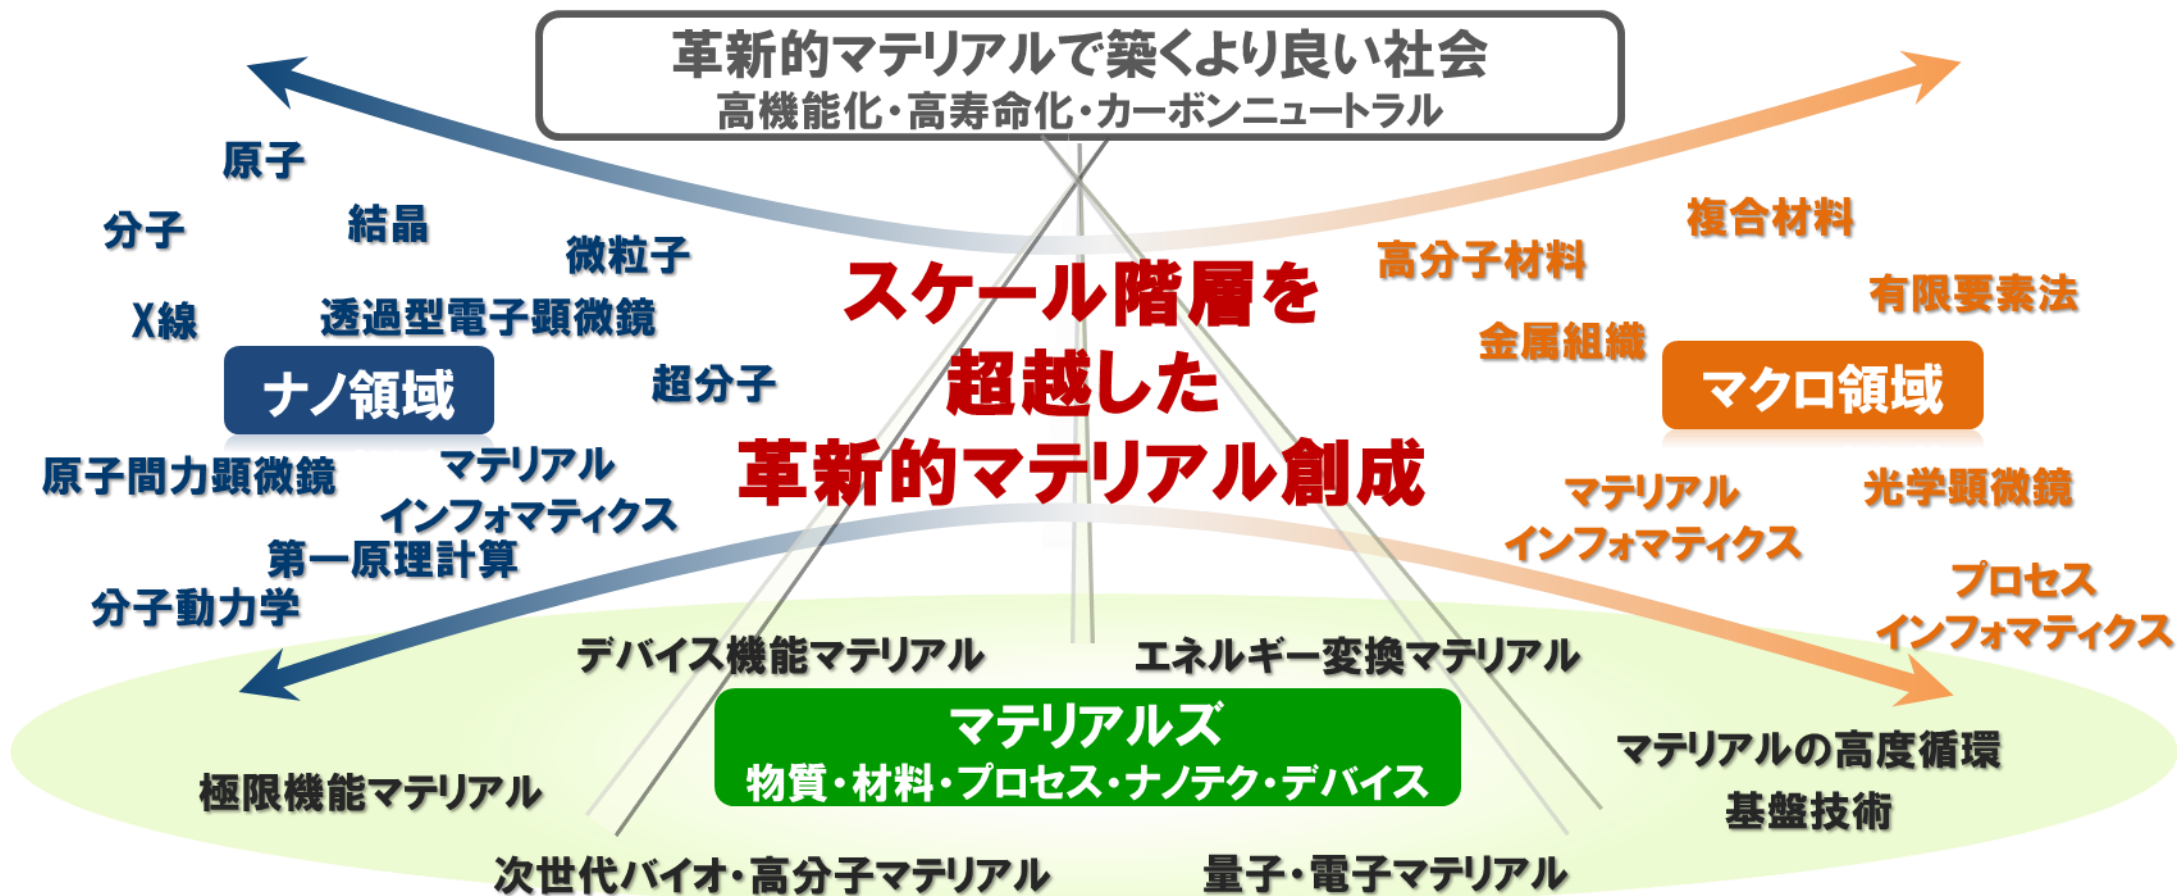 革新的マテリアルで築くより良い社会
高機能化・高寿命化・カーボンニュートラル
原子
分子
結晶
微粒子
X線
透過型電子顕微鏡
超分子
ナノ領域
原子間力顕微鏡
マテリアル
インフォマティクス
第一原理計算
分子動力学
スケール階層を
超越した
革新的マテリアル創成
複合材料
高分子材料
有限要素法
金属組織
マクロ領域
マテリアル
インフォマティクス
光学顕微鏡
プロセス
インフォマティクス
デバイス機能マテリアル
エネルギー変換マテリアル
マテリアルズ
物質・材料・プロセス・ナノテク・デバイス
極限機能マテリアル
マテリアルの高度循環
基盤技術
次世代バイオ・高分子マテリアル
量子・電子マテリアル